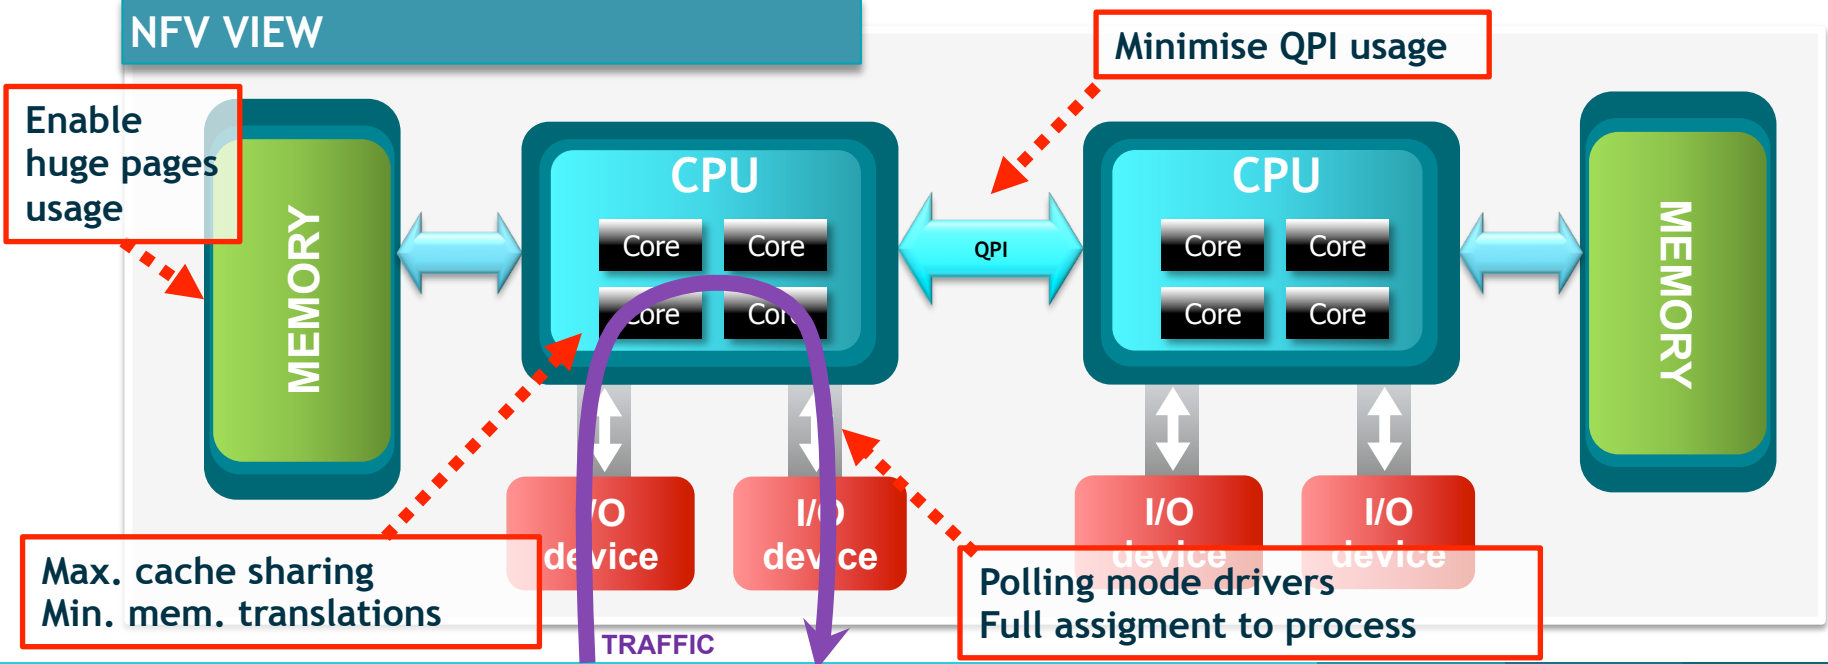 NFV VIEW
Minimise QPI usage
Enable
huge pages
usage
MEMORY
CPU
Core Core
Core Core
QPI
CPU
Core Core
Core Core
MEMORY
I/O
device
I/O
device
I/O
device
I/O
device
Max. cache sharing
Min. mem. translations
Polling mode drivers
Full assigment to process
TRAFFIC